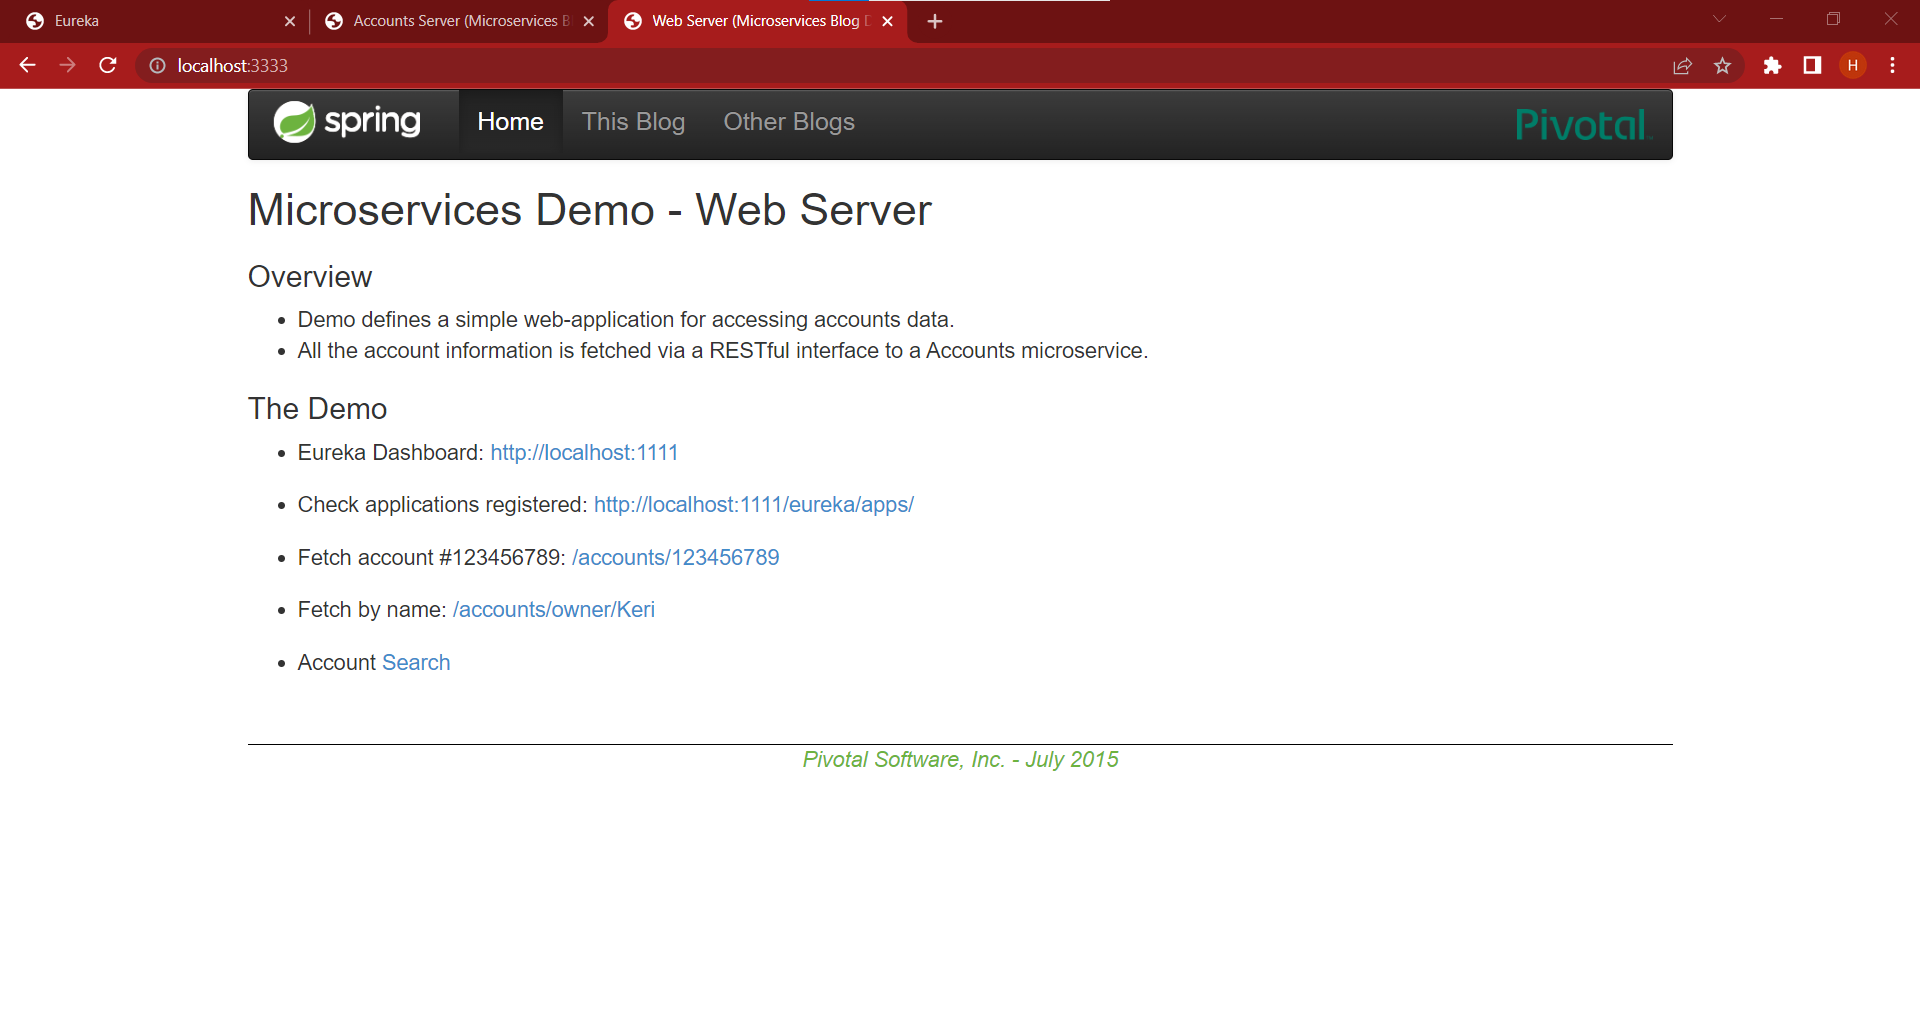 Eureka
Accounts Server (Microservices B
Web Server (Microservices Blog D
localhost:3333
H
spring
Home
This Blog
Other Blogs
Pivotal
Microservices Demo - Web Server
Overview
Demo defines a simple web-application for accessing accounts data.
All the account information is fetched via a RESTful interface to a Accounts microservice.
The Demo
Eureka Dashboard: http://localhost:1111
Check applications registered: http://localhost:1111/eureka/apps/
Fetch account #123456789: /accounts/123456789
Fetch by name: /accounts/owner/Keri
Account Search
Pivotal Software, Inc. - July 2015